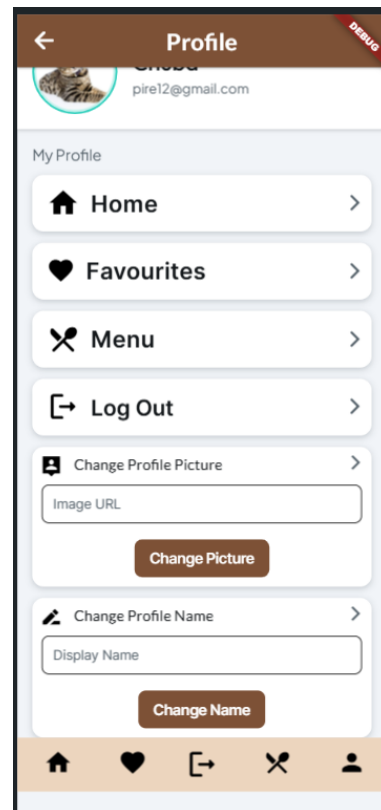 Profile
DEBUG
pire12@gmail.com
My Profile
Home
Favourites
Menu
Log Out
Change Profile Picture
Image URL
Change Picture
Change Profile Name
Display Name
Change Name